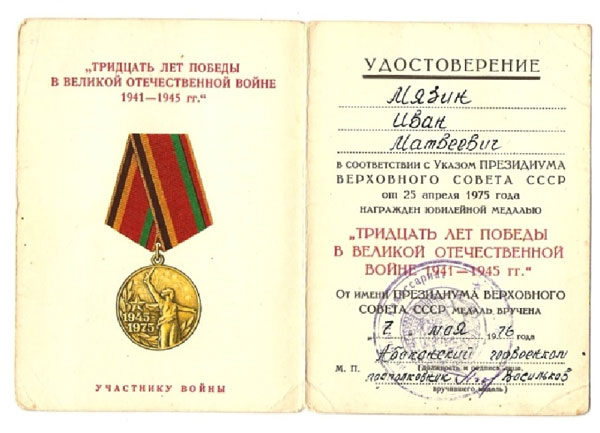 „ТРИДЦАТЬ ЛЕТ ПОБЕДЫ
В ВЕЛИКОЙ ОТЕЧЕСТВЕННОЙ ВОЙНЕ
1941—1945 гг.“
1945
1975
УЧАСТНИКУ ВОЙНЫ
УДОСТОВЕРЕНИЕ
Мязин
Иван
Матвеевич
В СООТВЕТСТВИИ С УКАЗОМ ПРЕЗИДИУМА
ВЕРХОВНОГО СОВЕТА СССР
от 25 апреля 1975 года
НАГРАЖДЕН ЮБИЛЕЙНОЙ МЕДАЛЬЮ
„ТРИДЦАТЬ ЛЕТ ПОБЕДЫ
В ВЕЛИКОЙ ОТЕЧЕСТВЕННОЙ
ВОЙНЕ 1941—1945 гг.“
ОТ ИМЕНИ ПРЕЗИДИУМА ВЕРХОВНОГО
СОВЕТА СССР МЕДАЛЬ ВРУЧЕНА
7 мая 1976 года
Абаканский горвоенком
М. П. (должность и подпись лица,
подполковник Васильков
вручившего медаль)